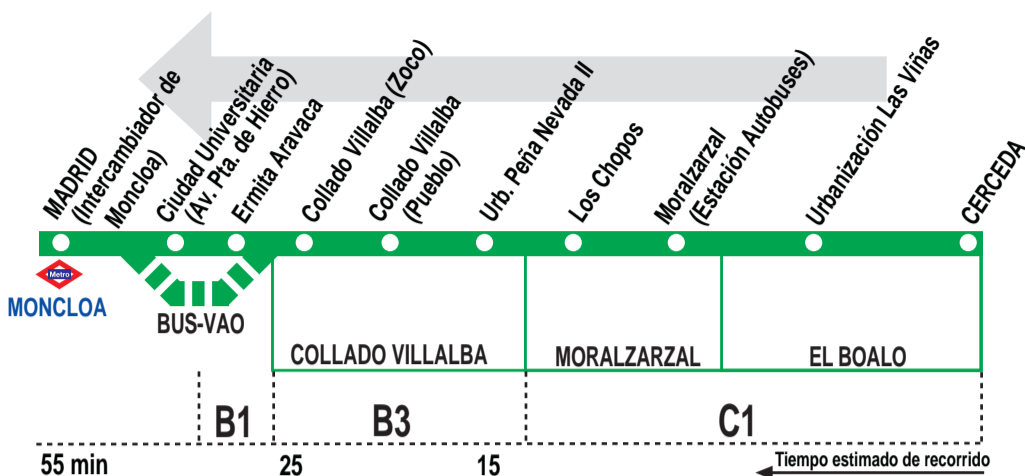 MADRID
(Intercambiador de
Moncloa)
Ciudad Universitaria
(Av. Pta. de Hierro)
Ermita Aravaca
Collado Villalba (Zoco)
Collado Villalba
(Pueblo)
Urb. Peña Nevada II
Los Chopos
Moralzarzal
(Estación Autobuses)
Urbanización Las Viñas
CERCEDA
Metro
MONCLOA
BUS-VAO
COLLADO VILLALBA
MORALZARZAL
EL BOALO
B1
B3
C1
55 min
25
15
Tiempo estimado de recorrido